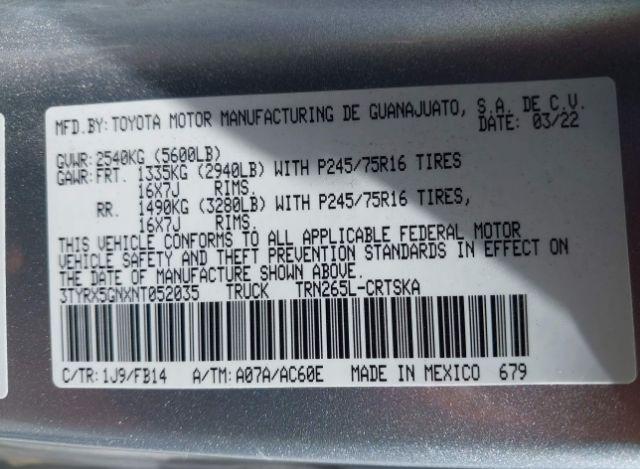 MFD.BY: TOYOTA MOTOR MANUFACTURING DE GUANAJUATO, S.A. DE C.V.
DATE: 03/22
GVWR: 2540KG (5600LB)
GAWR: FRT. 1335KG (2940LB) WITH P245/75R16 TIRES
16X7J RIMS.
RR. 1490KG (3280LB) WITH P245/75R16 TIRES,
16X7J RIMS.
THIS VEHICLE CONFORMS TO ALL APPLICABLE FEDERAL MOTOR
VEHICLE SAFETY AND THEFT PREVENTION STANDARDS IN EFFECT ON
THE DATE OF MANUFACTURE SHOWN ABOVE.
3TYRX5GNXNT052035 TRUCK TRN265L-CRTSKA
C/TR: 1J9/FB14 A/TM: A07A/AC60E MADE IN MEXICO 679